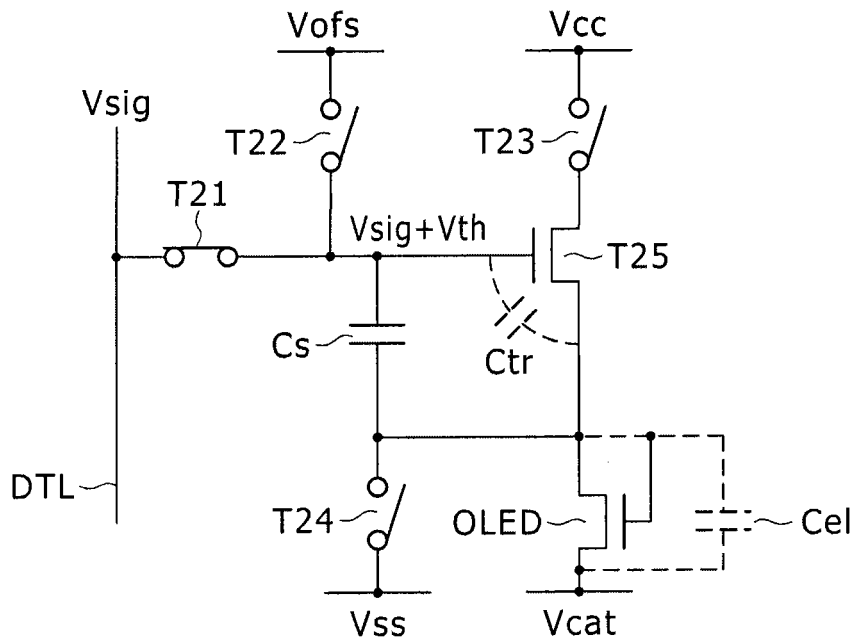 Vofs
Vcc
Vsig
T22
T23
T21
Vsig+Vth
T25
Cs
Ctr
DTL
T24
OLED
Cel
Vss
Vcat